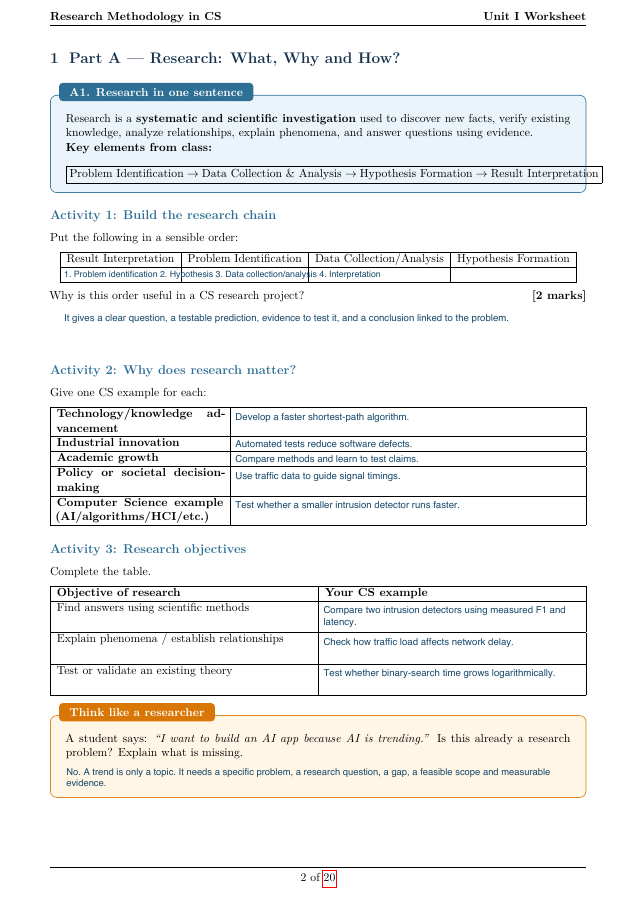 Research Methodology in CS Unit I Worksheet
1 Part A — Research: What, Why and How?
A1. Research in one sentence
Research is a systematic and scientific investigation used to discover new facts, verify existing
knowledge, analyze relationships, explain phenomena, and answer questions using evidence.
Key elements from class:
Problem Identification → Data Collection & Analysis → Hypothesis Formation → Result Interpretation
Activity 1: Build the research chain
Put the following in a sensible order:
Result Interpretation Problem Identification Data Collection/Analysis Hypothesis Formation
1. Problem identification 2. Hypothesis 3. Data collection/analysis 4. Interpretation
Why is this order useful in a CS research project? [2 marks]
It gives a clear question, a testable prediction, evidence to test it, and a conclusion linked to the problem.
Activity 2: Why does research matter?
Give one CS example for each:
Technology/knowledge ad-
vancement
Develop a faster shortest-path algorithm.
Industrial innovation Automated tests reduce software defects.
Academic growth Compare methods and learn to test claims.
Policy or societal decision-
making
Use traffic data to guide signal timings.
Computer Science example
(AI/algorithms/HCI/etc.)
Test whether a smaller intrusion detector runs faster.
Activity 3: Research objectives
Complete the table.
Objective of research Your CS example
Find answers using scientific methods
Compare two intrusion detectors using measured F1 and
latency.
Explain phenomena / establish relationships
Check how traffic load affects network delay.
Test or validate an existing theory
Test whether binary-search time grows logarithmically.
Think like a researcher
A student says: “I want to build an AI app because AI is trending.” Is this already a research
problem? Explain what is missing.
No. A trend is only a topic. It needs a specific problem, a research question, a gap, a feasible scope and measurable
evidence.
2 of 20